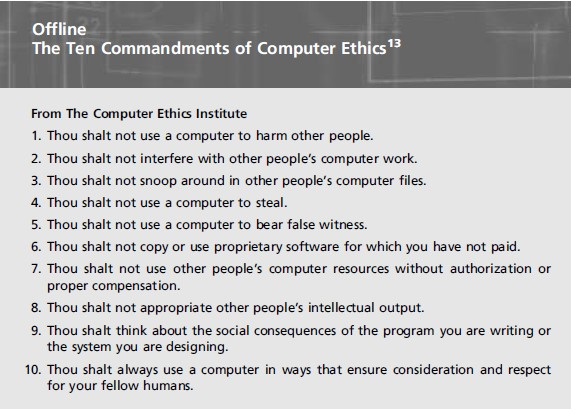 Offline
The Ten Commandments of Computer Ethics13
From The Computer Ethics Institute
1. Thou shalt not use a computer to harm other people.
2. Thou shalt not interfere with other people's computer work.
3. Thou shalt not snoop around in other people's computer files.
4. Thou shalt not use a computer to steal.
5. Thou shalt not use a computer to bear false witness.
6. Thou shalt not copy or use proprietary software for which you have not paid.
7. Thou shalt not use other people's computer resources without authorization or
proper compensation.
8. Thou shalt not appropriate other people's intellectual output.
9. Thou shalt think about the social consequences of the program you are writing or
the system you are designing.
10. Thou shalt always use a computer in ways that ensure consideration and respect
for your fellow humans.